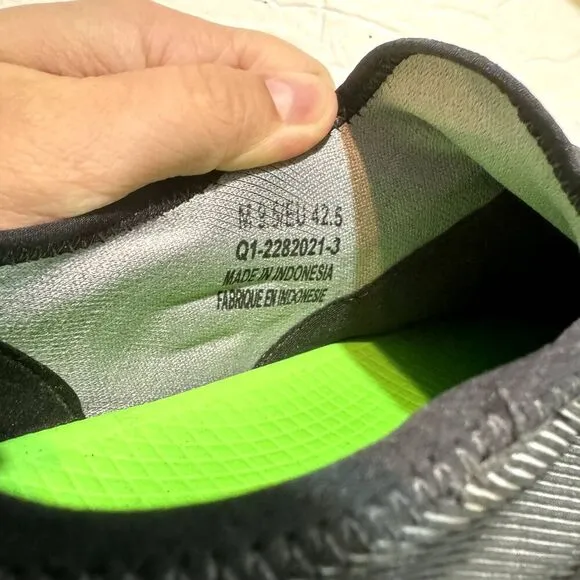 M 9.5/EU 42.5
Q1-2282021-3
MADE IN INDONESIA
FABRIQUE EN INDONESIE